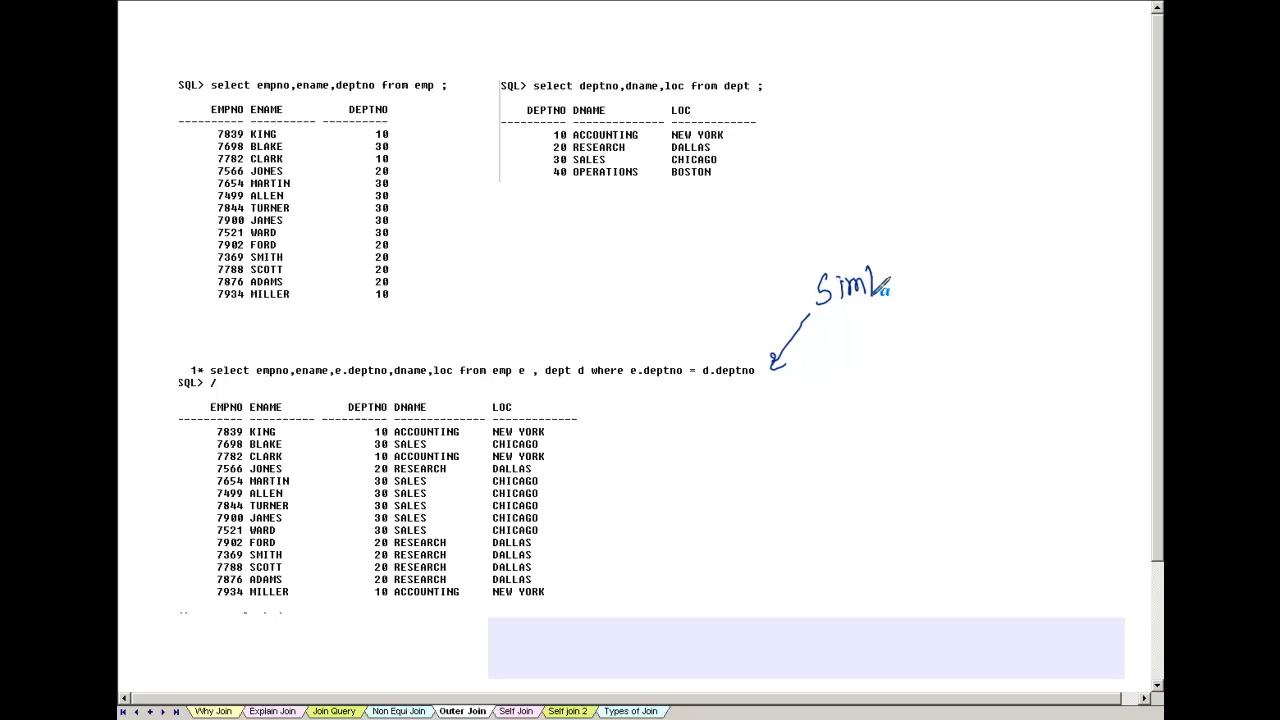 SQL> select empno,ename,deptno from emp ;
EMPNO ENAME DEPTNO
---------- ---------- ----------
7839 KING 10
7698 BLAKE 30
7782 CLARK 10
7566 JONES 20
7654 MARTIN 30
7499 ALLEN 30
7844 TURNER 30
7900 JAMES 30
7521 WARD 30
7902 FORD 20
7369 SMITH 20
7788 SCOTT 20
7876 ADAMS 20
7934 MILLER 10
SQL> select deptno,dname,loc from dept ;
DEPTNO DNAME LOC
---------- -------------- -------------
10 ACCOUNTING NEW YORK
20 RESEARCH DALLAS
30 SALES CHICAGO
40 OPERATIONS BOSTON
1* select empno,ename,e.deptno,dname,loc from emp e , dept d where e.deptno = d.deptno
SQL> /
EMPNO ENAME DEPTNO DNAME LOC
---------- ---------- ---------- -------------- -------------
7839 KING 10 ACCOUNTING NEW YORK
7698 BLAKE 30 SALES CHICAGO
7782 CLARK 10 ACCOUNTING NEW YORK
7566 JONES 20 RESEARCH DALLAS
7654 MARTIN 30 SALES CHICAGO
7499 ALLEN 30 SALES CHICAGO
7844 TURNER 30 SALES CHICAGO
7900 JAMES 30 SALES CHICAGO
7521 WARD 30 SALES CHICAGO
7902 FORD 20 RESEARCH DALLAS
7369 SMITH 20 RESEARCH DALLAS
7788 SCOTT 20 RESEARCH DALLAS
7876 ADAMS 20 RESEARCH DALLAS
7934 MILLER 10 ACCOUNTING NEW YORK
Why Join Explain Join Join Query Non Equi Join Outer Join Self Join Self join 2 Types of Join